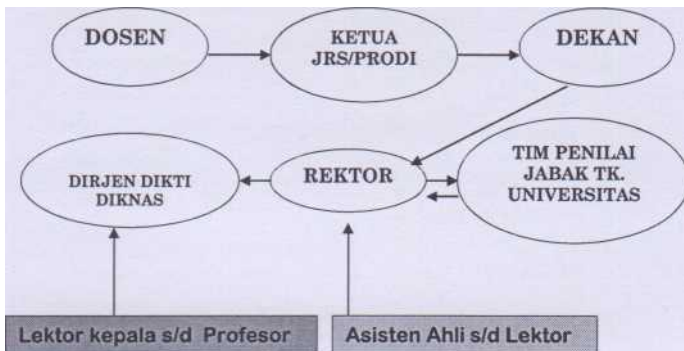 DOSEN
KETUA
JRS/PRODI
DEKAN
DIRJEN DIKTI
DIKNAS
REKTOR
TIM PENILAI
JABAK TK.
UNIVERSITAS
Lektor kepala s/d Profesor
Asisten Ahli s/d Lektor